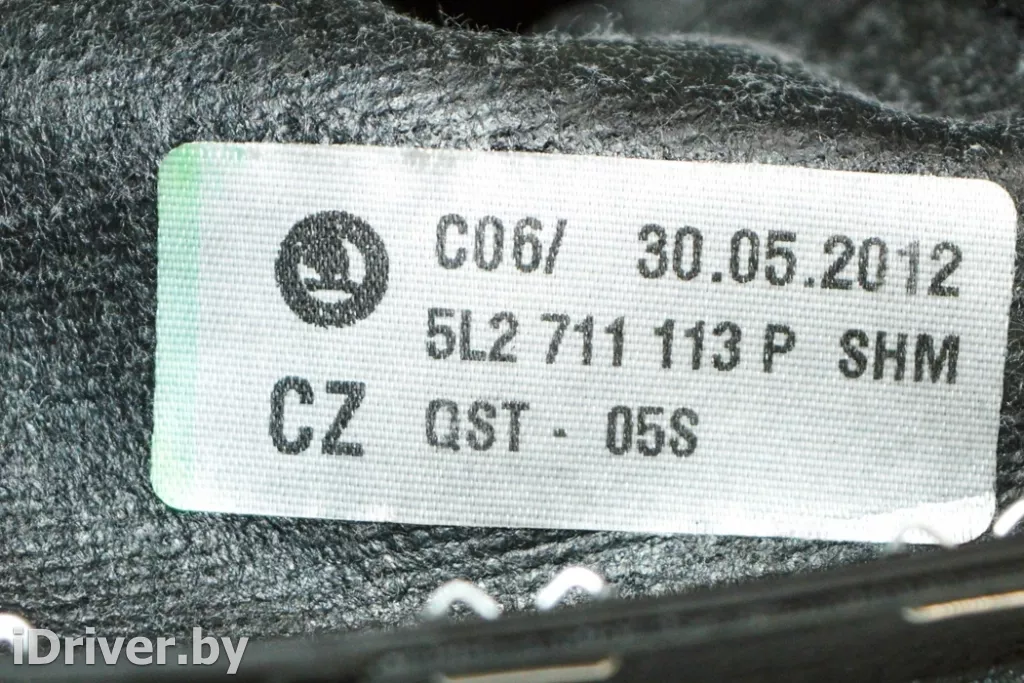 C06/ 30.05.2012
5L2 711 113 P SHM
CZ QST - 05S
iDriver.by